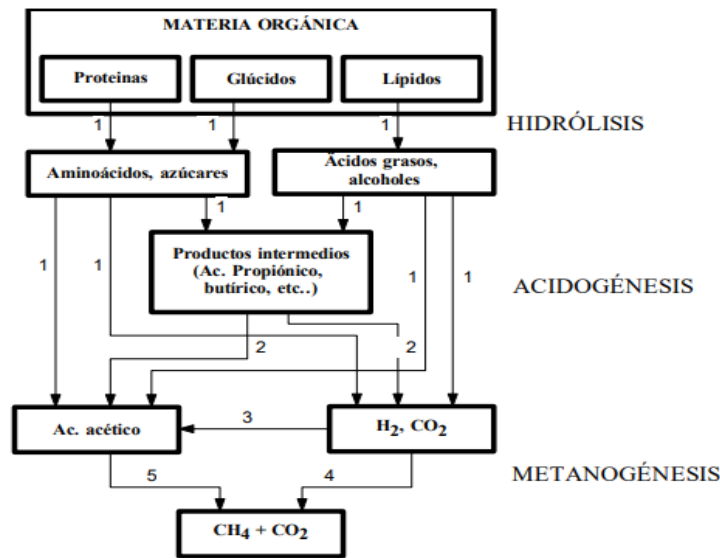 MATERIA ORGÁNICA
Proteinas
Glúcidos
Lípidos
1
1
1
HIDRÓLISIS
Aminoácidos, azúcares
Äcidos grasos,
alcoholes
1
1
1
1
1
1
Productos intermedios
(Ac. Propiónico,
butírico, etc..)
ACIDOGÉNESIS
2
2
Ac. acético
3
H2, CO2
METANOGÉNESIS
5
4
CH4 + CO2